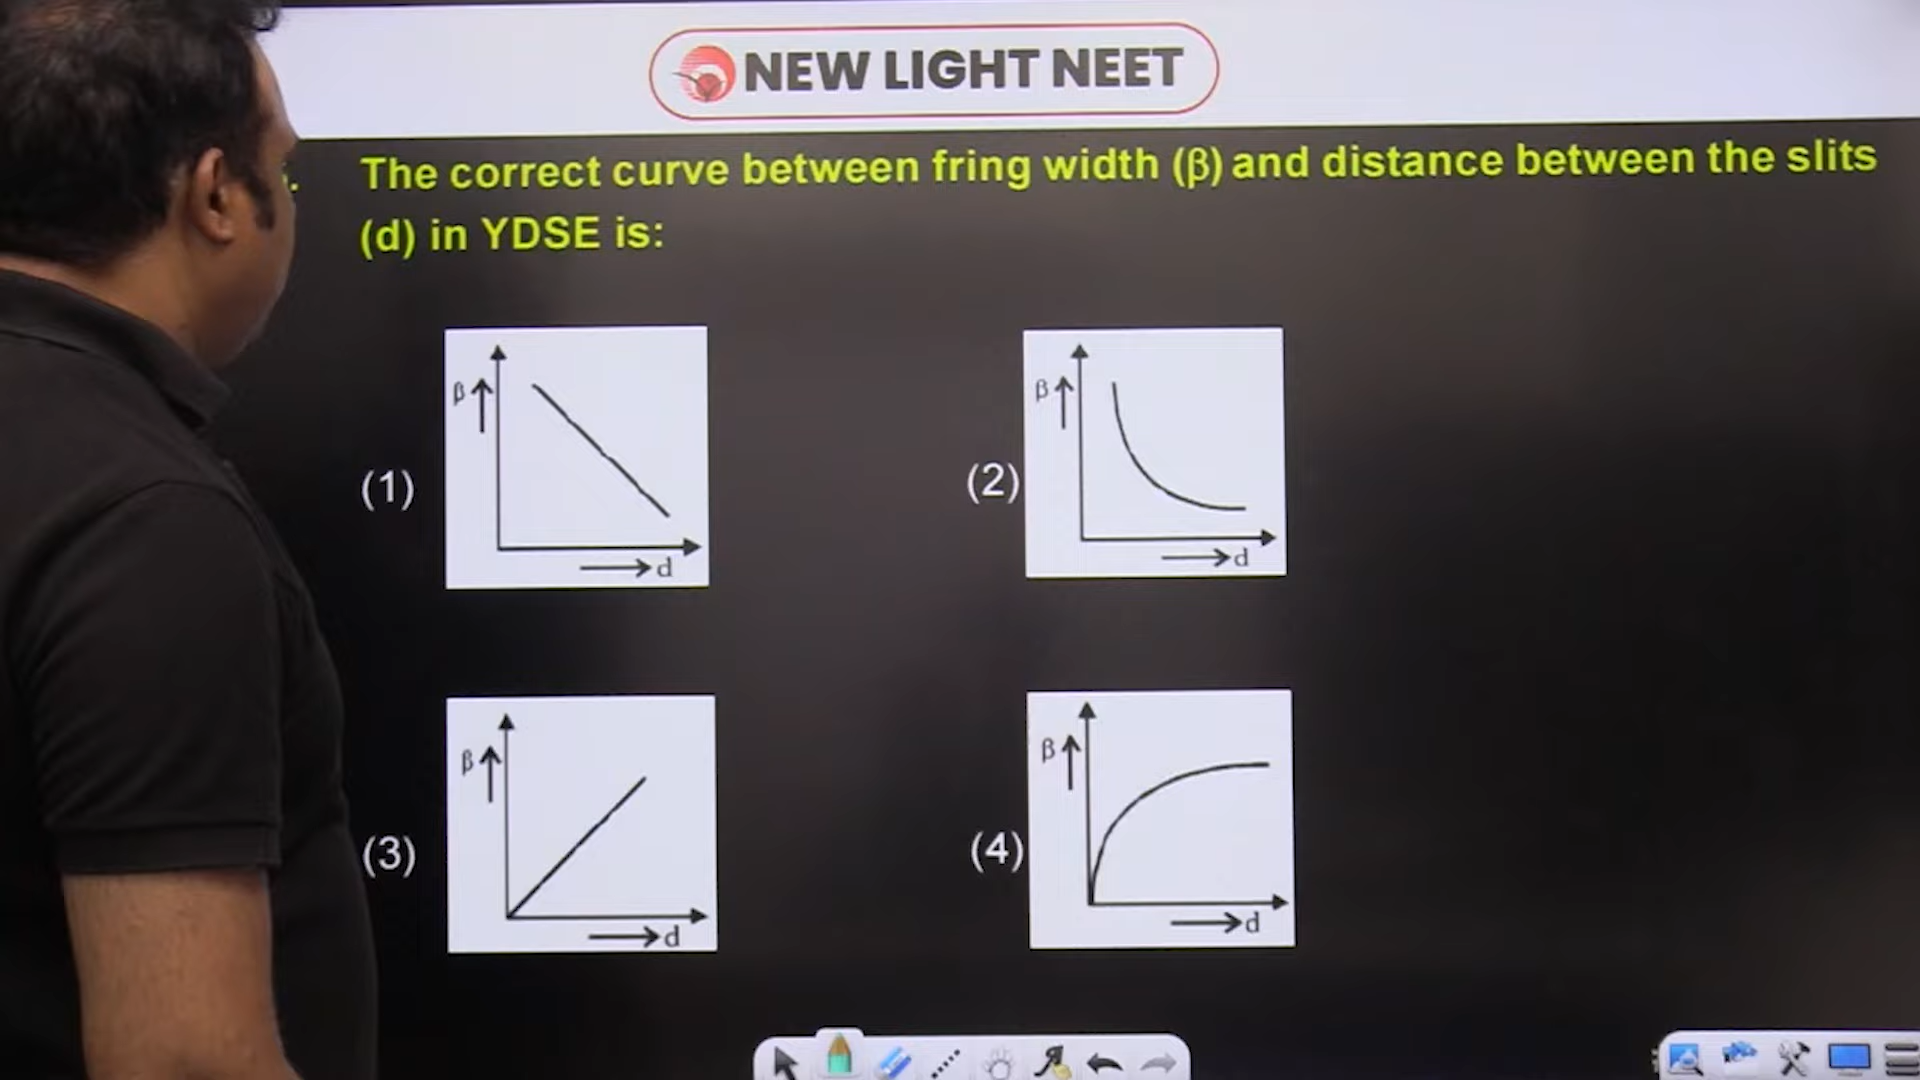 NEW LIGHT NEET
The correct curve between fring width (β) and distance between the slits
(d) in YDSE is:
(1)
β
d
(2)
β
d
(3)
β
d
(4)
β
d